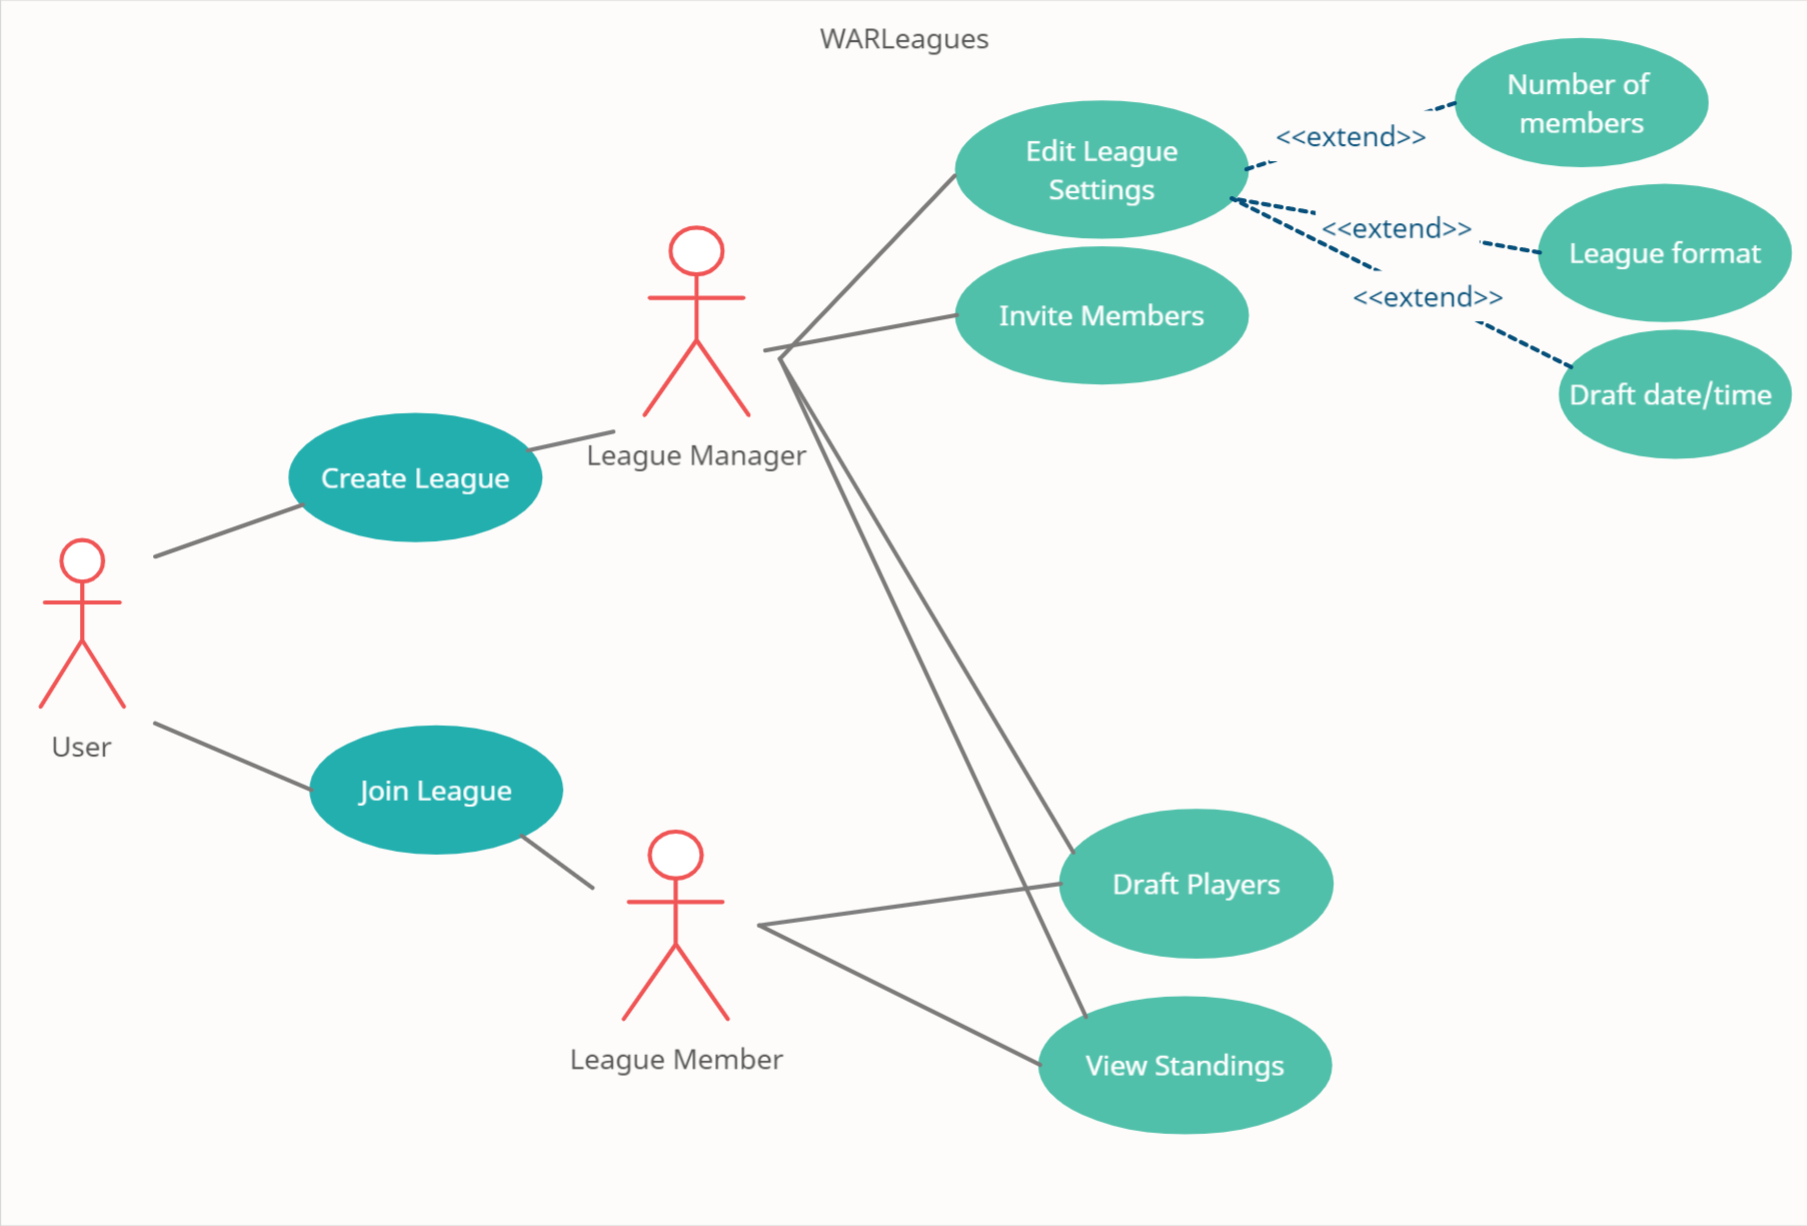 WARLeagues
Number of
members
<<extend>>
Edit League
Settings
<<extend>>
League format
<<extend>>
Invite Members
Draft date/time
League Manager
Create League
User
Join League
Draft Players
League Member
View Standings